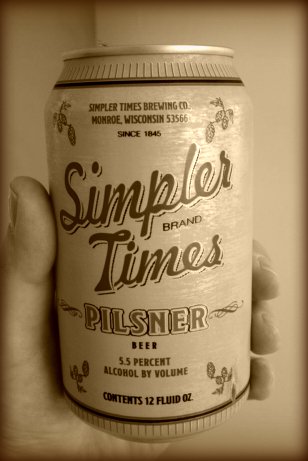 SIMPLER TIMES BREWING CO.
MONROE, WISCONSIN 53566
SINCE 1845
Simpler
BRAND
Times
PILSNER
BEER
5.5 PERCENT
ALCOHOL BY VOLUME
CONTENTS 12 FLUID OZ.